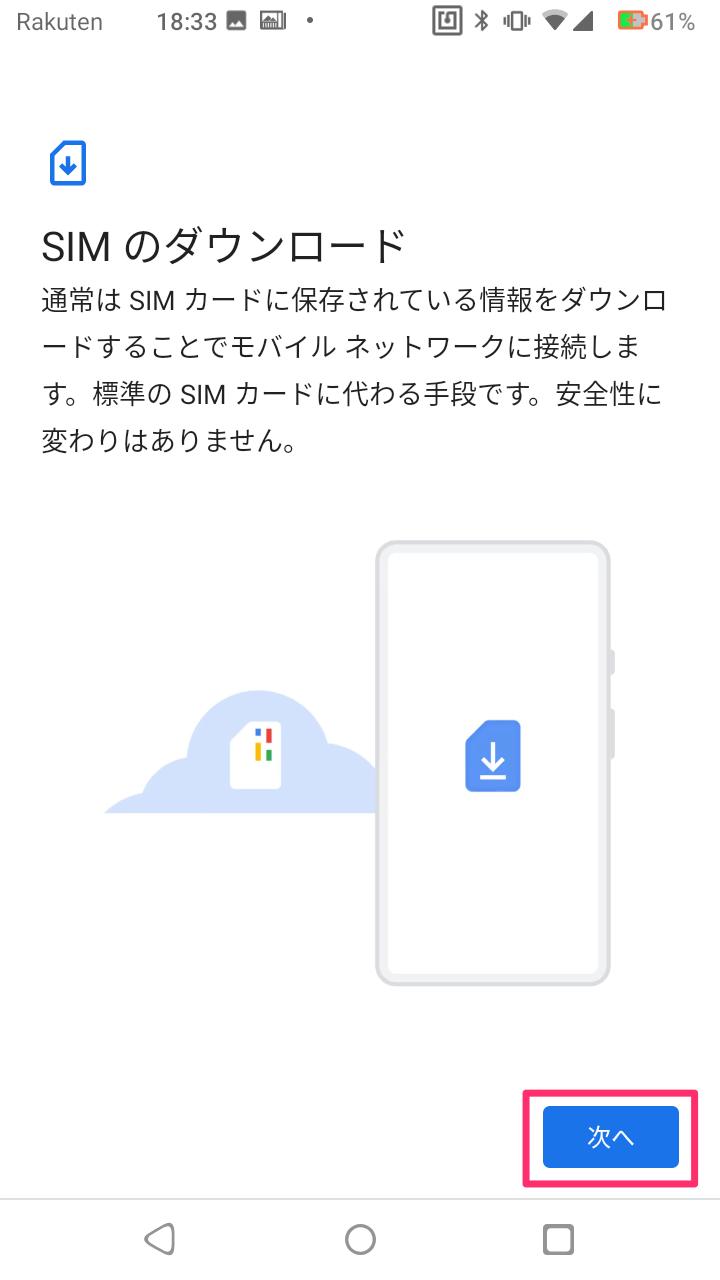 Rakuten 18:33 61%
SIM のダウンロード
通常は SIM カードに保存されている情報をダウンロ
ードすることでモバイル ネットワークに接続しま
す。標準の SIM カードに代わる手段です。安全性に
変わりはありません。
次へ